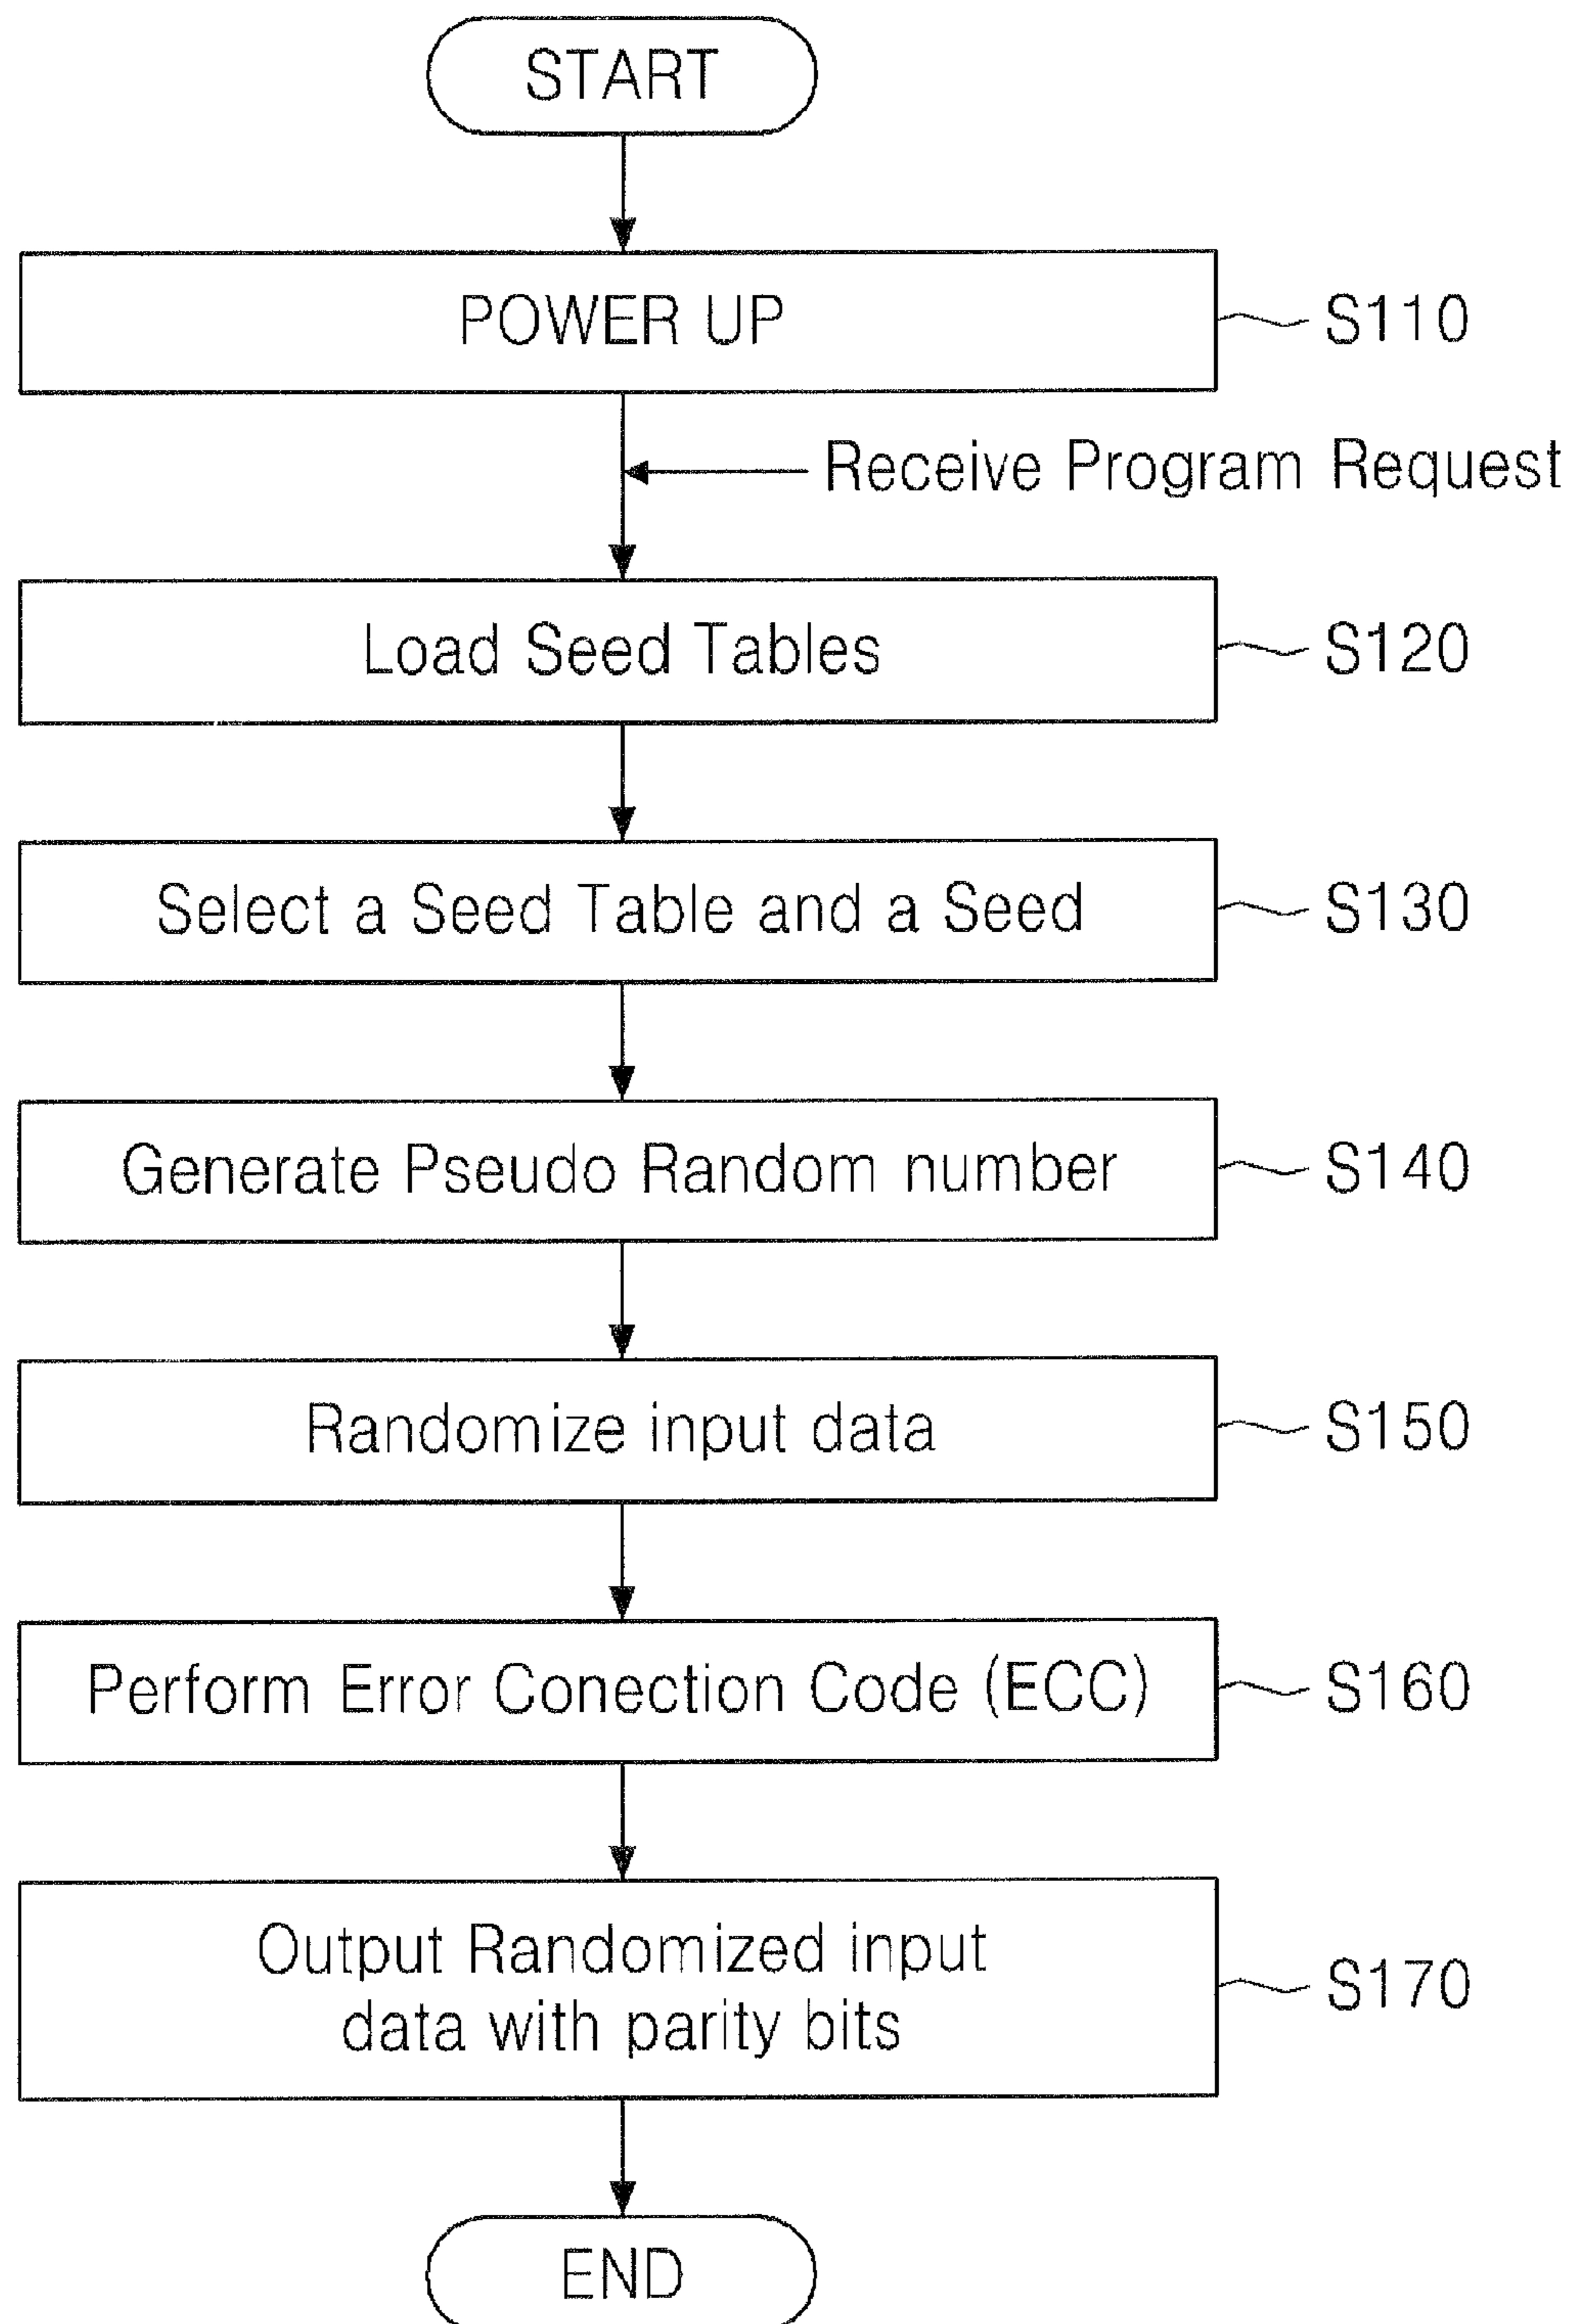 START
POWER UP
S110
Receive Program Request
Load Seed Tables
S120
Select a Seed Table and a Seed
S130
Generate Pseudo Random number
S140
Randomize input data
S150
Perform Error Conection Code (ECC)
S160
Output Randomized input
data with parity bits
S170
END